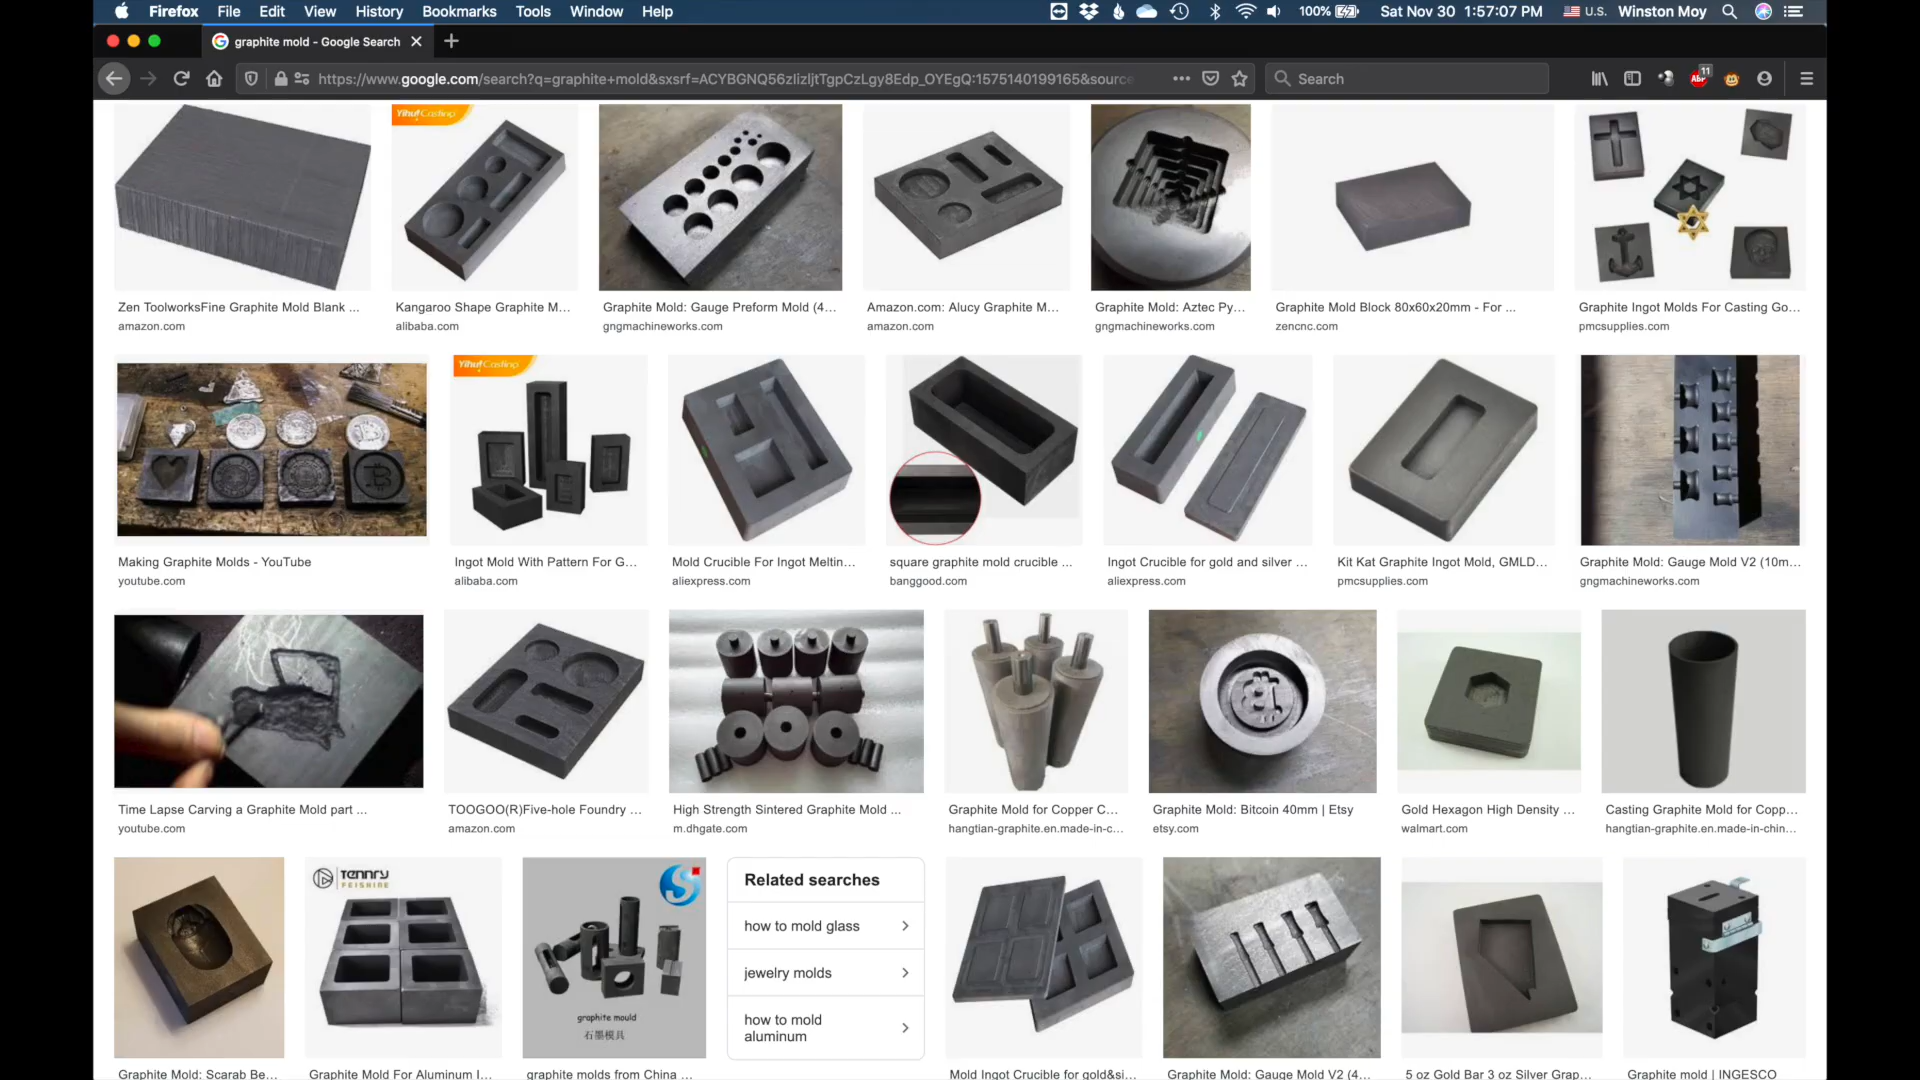 Firefox File Edit View History Bookmarks Tools Window Help 100% Sat Nov 30 1:57:07 PM U.S. Winston Moy
graphite mold - Google Search
https://www.google.com/search?q=graphite+mold&sxsrf=ACYBGNQ56zIizljtTgpCzLgy8Edp_OYEgQ:1575140199165&source
Search
ABP
11
Yihui Casting
Zen ToolworksFine Graphite Mold Blank ...
amazon.com
Kangaroo Shape Graphite M...
alibaba.com
Graphite Mold: Gauge Preform Mold (4...
gngmachineworks.com
Amazon.com: Alucy Graphite M...
amazon.com
Graphite Mold: Aztec Py...
gngmachineworks.com
Graphite Mold Block 80x60x20mm - For ...
zencnc.com
Graphite Ingot Molds For Casting Go...
pmcsupplies.com
Yihui Casting
Making Graphite Molds - YouTube
youtube.com
Ingot Mold With Pattern For G...
alibaba.com
Mold Crucible For Ingot Meltin...
aliexpress.com
square graphite mold crucible ...
banggood.com
Ingot Crucible for gold and silver ...
aliexpress.com
Kit Kat Graphite Ingot Mold, GMLD...
pmcsupplies.com
Graphite Mold: Gauge Mold V2 (10m...
gngmachineworks.com
Time Lapse Carving a Graphite Mold part ...
youtube.com
TOOGOO(R)Five-hole Foundry ...
amazon.com
High Strength Sintered Graphite Mold ...
m.dhgate.com
Graphite Mold for Copper C...
hangtian-graphite.en.made-in-c...
Graphite Mold: Bitcoin 40mm | Etsy
etsy.com
Gold Hexagon High Density ...
walmart.com
Casting Graphite Mold for Copp...
hangtian-graphite.en.made-in-chin...
TENNRY
FEISHINE
graphite mould
石墨模具
Related searches
how to mold glass
jewelry molds
how to mold
aluminum
Graphite Mold: Scarab Be...
Graphite Mold For Aluminum I...
graphite molds from China ...
Mold Ingot Crucible for gold&si...
Graphite Mold: Gauge Mold V2 (4...
5 oz Gold Bar 3 oz Silver Grap...
Graphite mold | INGESCO